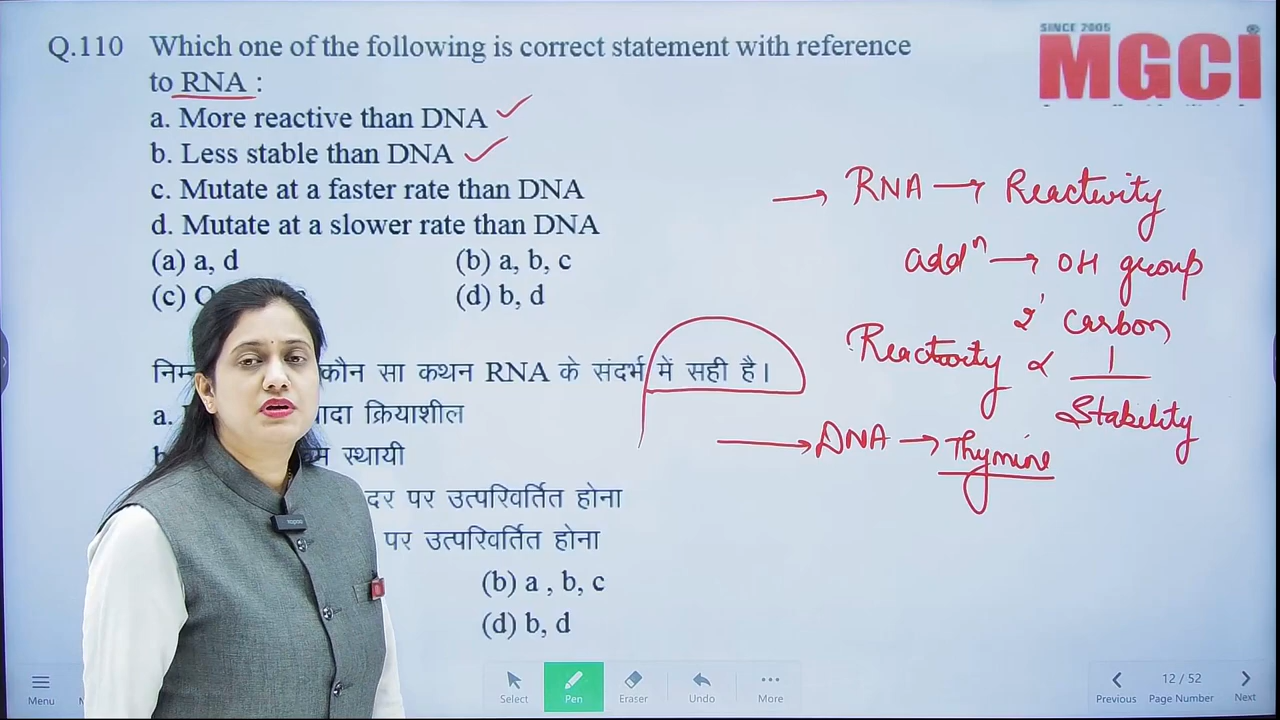 Q.110 Which one of the following is correct statement with reference
to RNA :
a. More reactive than DNA ✓
b. Less stable than DNA ✓
c. Mutate at a faster rate than DNA
d. Mutate at a slower rate than DNA
(a) a, d (b) a, b, c
(c) (d) b, d
कौन सा कथन RNA के संदर्भ में सही है।
a. क्रियाशील
स्थायी
दर पर उत्परिवर्तित होना
पर उत्परिवर्तित होना
(b) a , b, c
(d) b, d
SINCE 2005
MGCI
→ RNA → Reactivity
addⁿ → OH group
2' Carbon
Reactivity ∝ 1
Stability
→ DNA → Thymine
Menu
Select
Pen
Eraser
Undo
More
Previous
12 / 52
Page Number
Next